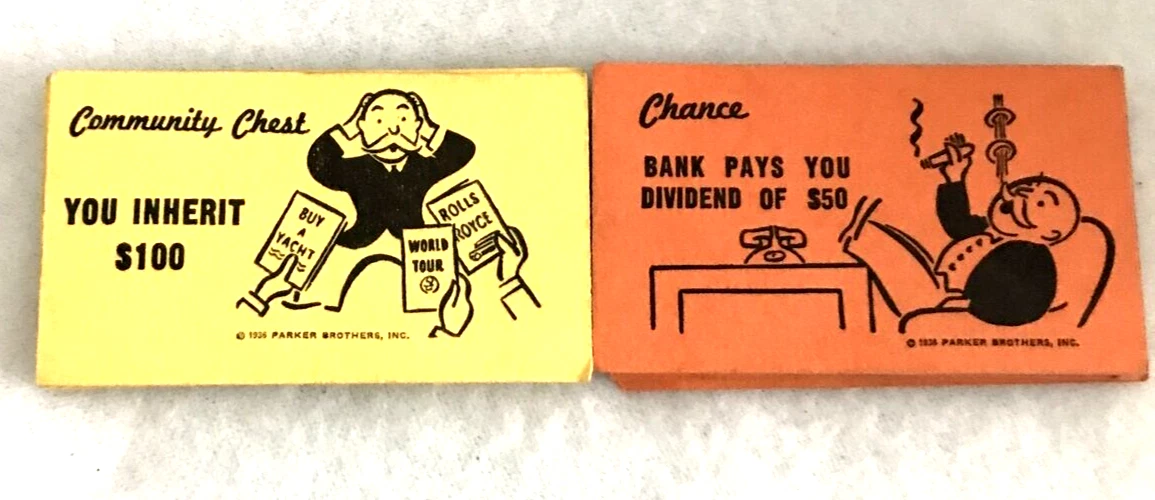 Community Chest
YOU INHERIT
$100
BUY
A
YACHT
WORLD
TOUR
ROLLS
ROYCE
© 1936 PARKER BROTHERS, INC.
Chance
BANK PAYS YOU
DIVIDEND OF $50
© 1936 PARKER BROTHERS, INC.